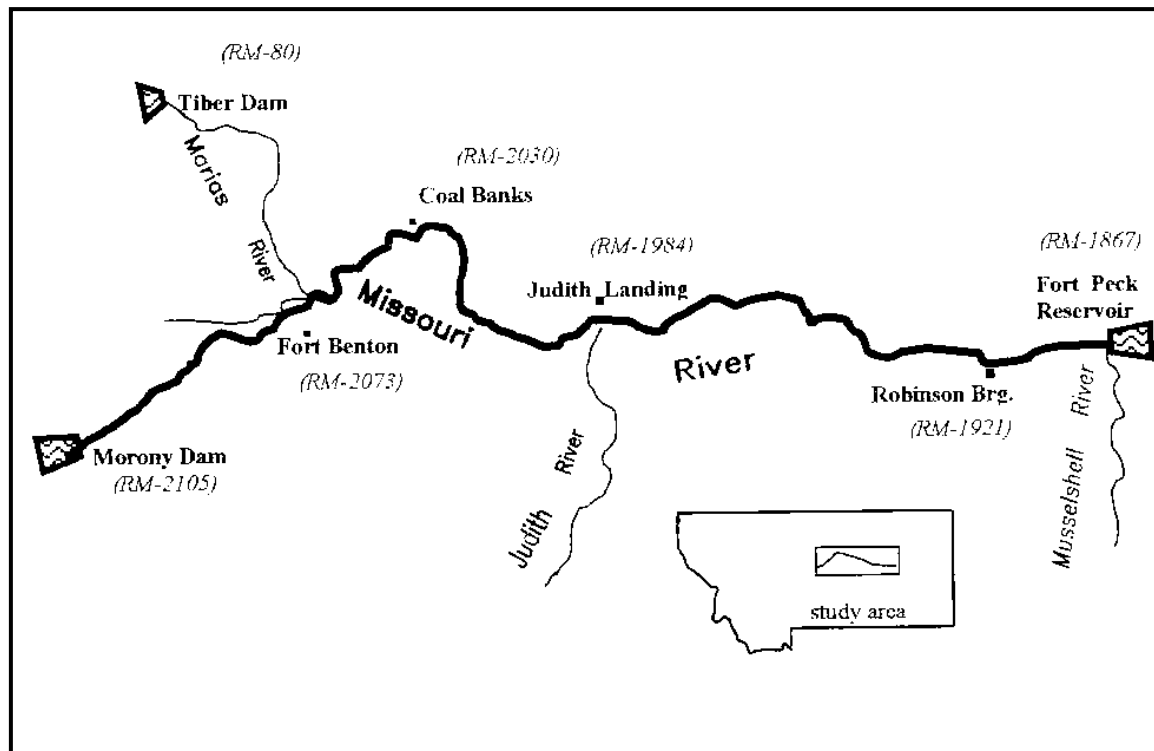 (RM-80)
Tiber Dam
Marias
River
(RM-2030)
Coal Banks
(RM-1984)
Judith Landing
(RM-1867)
Fort Peck
Reservoir
Missouri
River
Fort Benton
(RM-2073)
Robinson Brg.
(RM-1921)
Morony Dam
(RM-2105)
Judith River
Musselshell River
study area